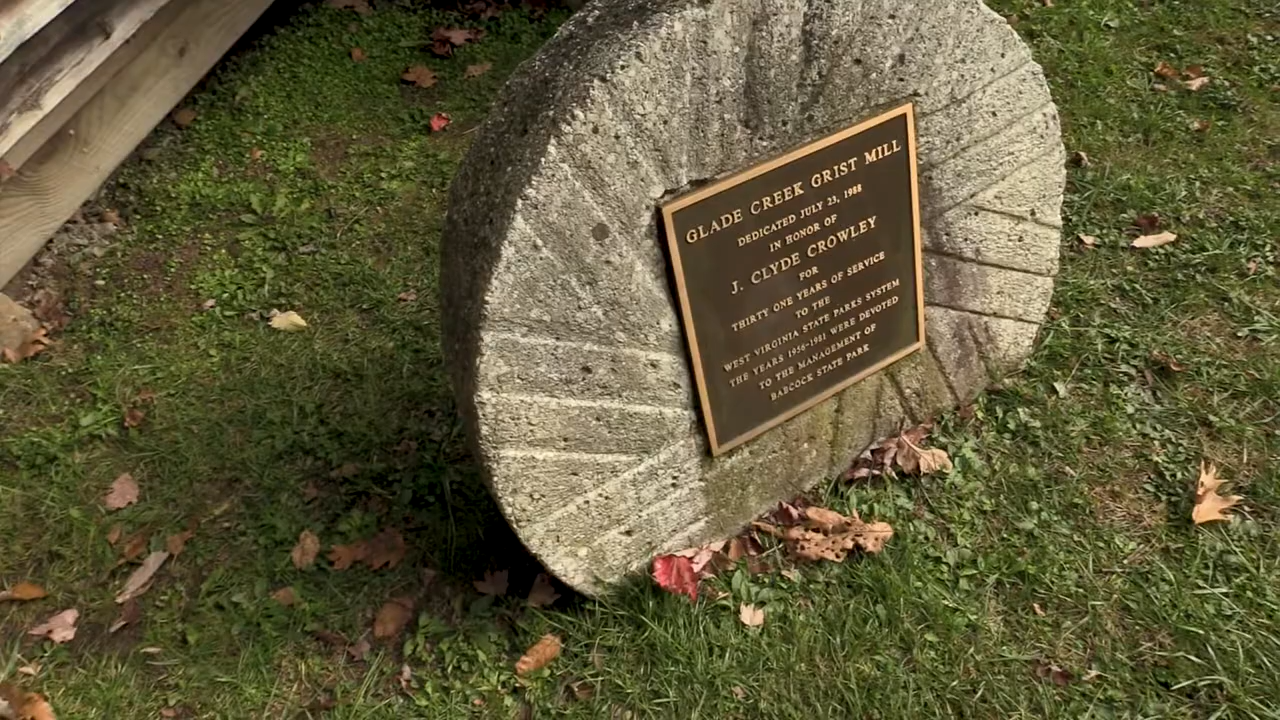 GLADE CREEK GRIST MILL
DEDICATED JULY 23, 1988
IN HONOR OF
J. CLYDE CROWLEY
FOR
THIRTY ONE YEARS OF SERVICE
TO THE
WEST VIRGINIA STATE PARKS SYSTEM
THE YEARS 1956-1981 WERE DEVOTED
TO THE MANAGEMENT OF
BABCOCK STATE PARK